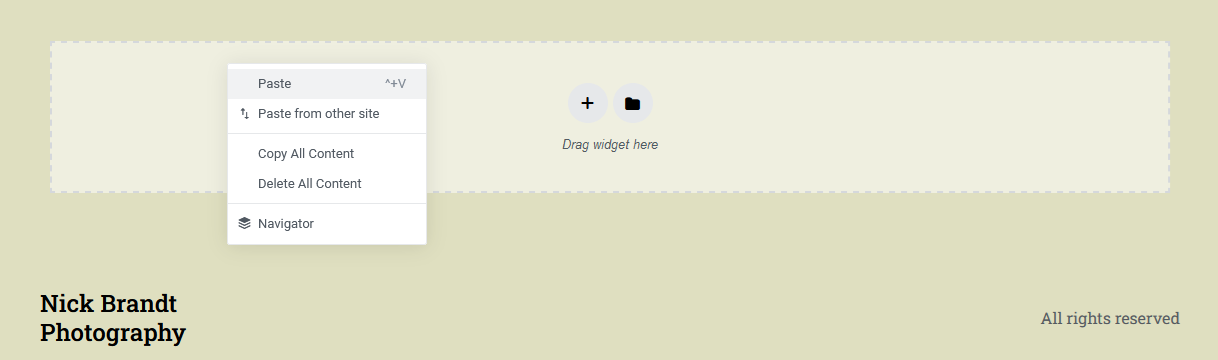 Paste ^+V
Paste from other site
Copy All Content
Delete All Content
Navigator
Drag widget here
Nick Brandt
Photography
All rights reserved